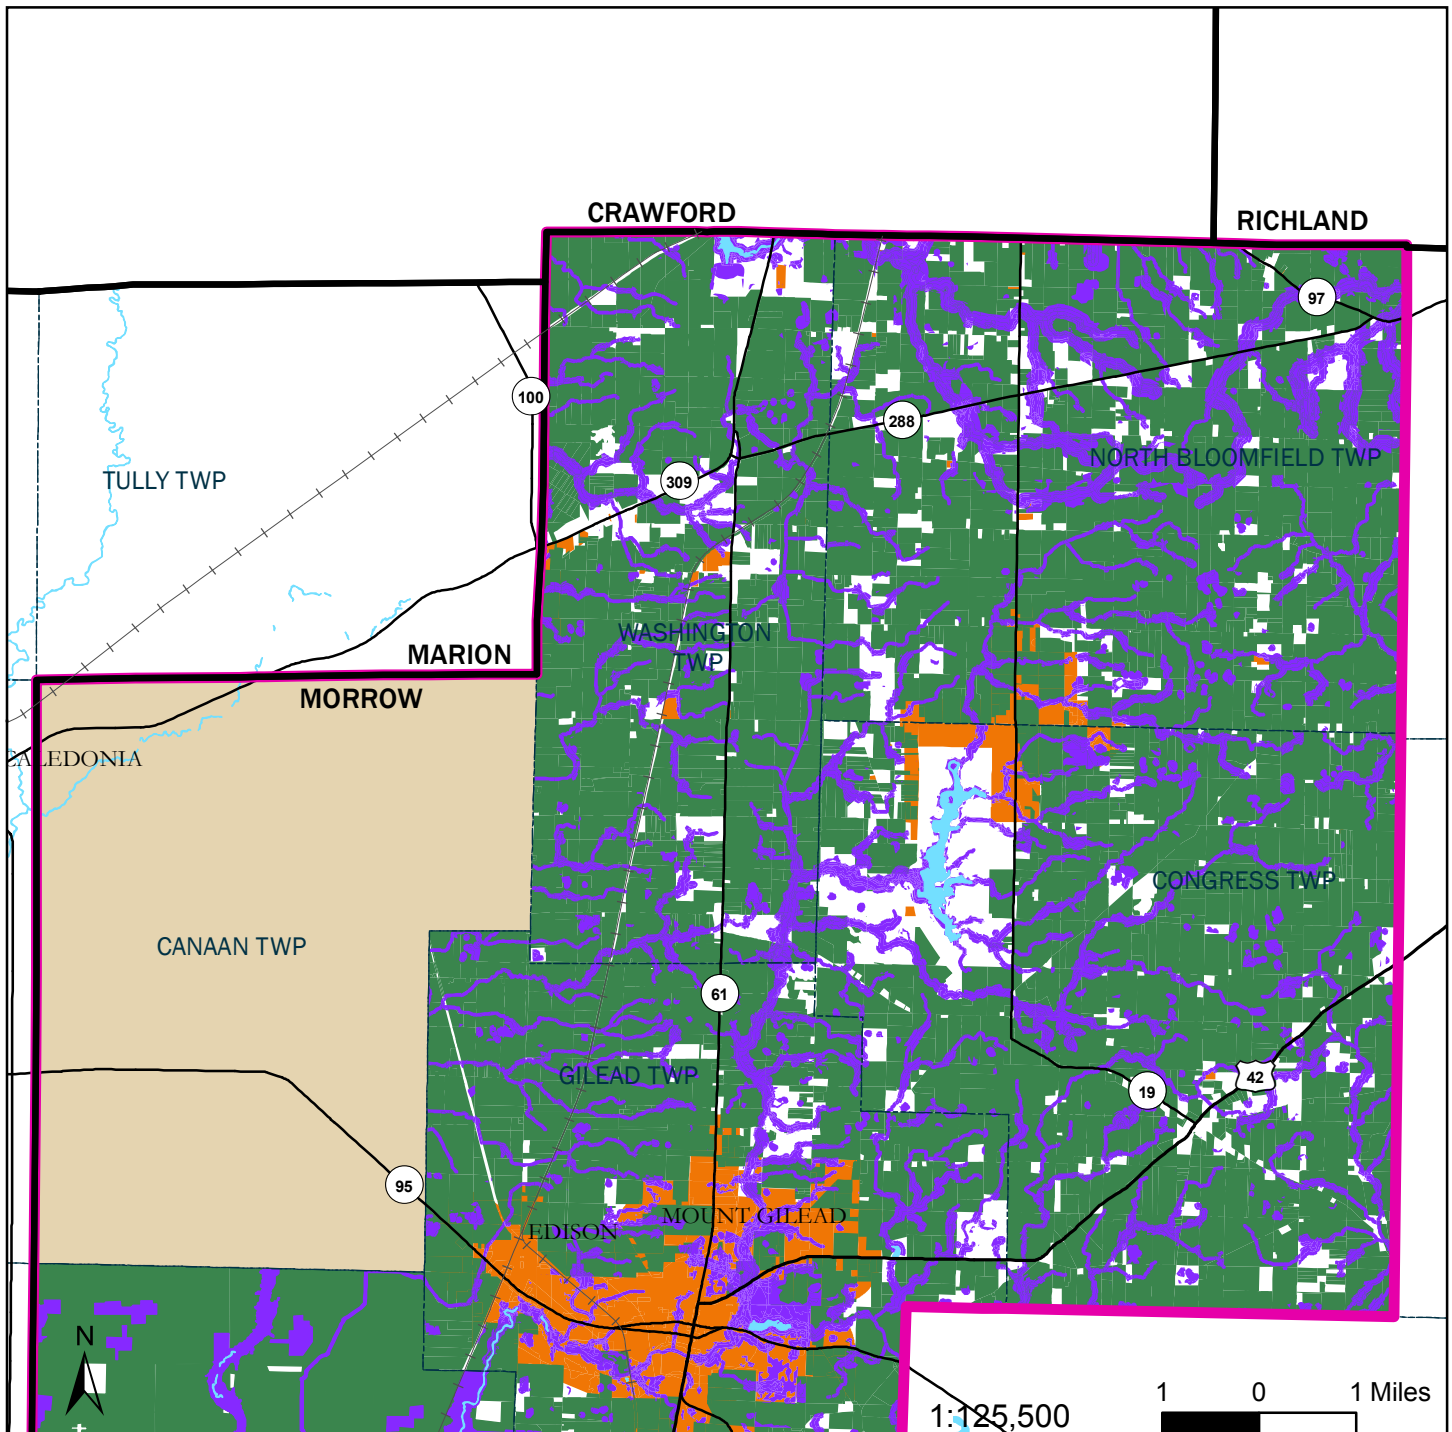 CRAWFORD
RICHLAND
97
100
288
TULLY TWP
NORTH BLOOMFIELD TWP
309
WASHINGTON
TWP
MARION
MORROW
CALEDONIA
CONGRESS TWP
CANAAN TWP
61
GILEAD TWP
42
19
95
MOUNT GILEAD
EDISON
N
1 0 1 Miles
1:125,500